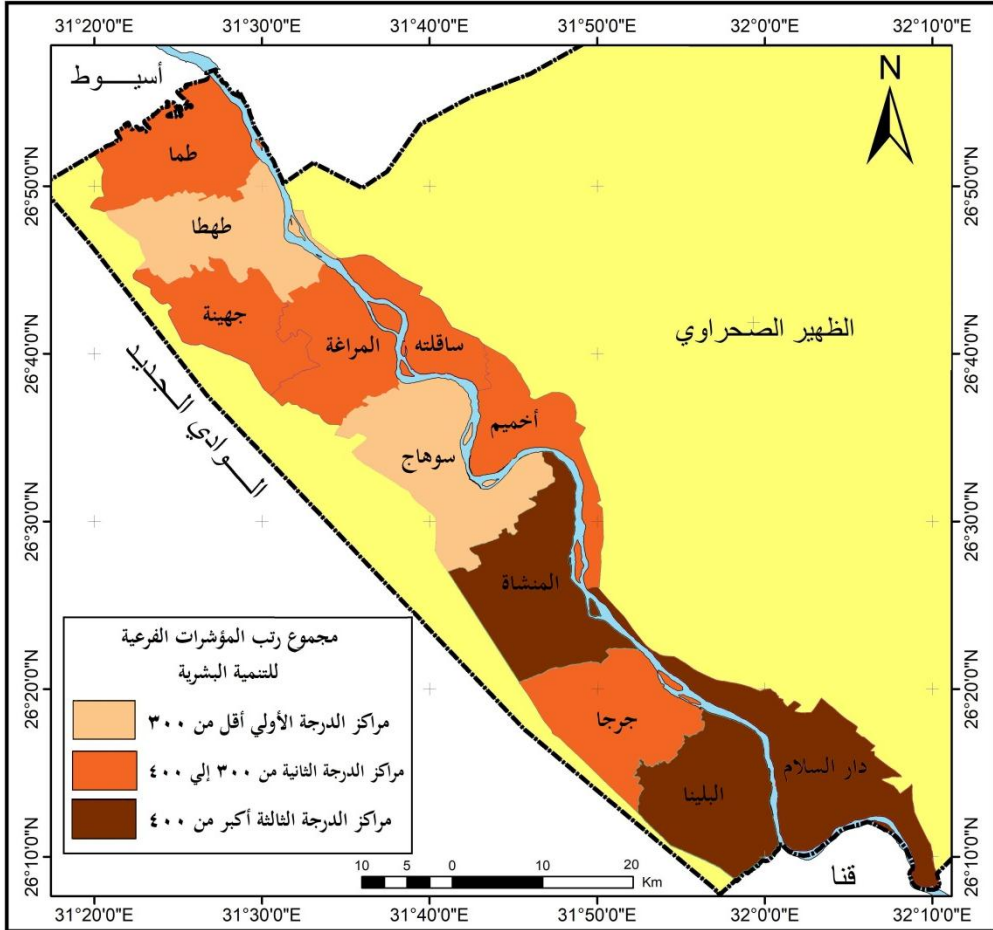 31°20'0"E 31°30'0"E 31°40'0"E 31°50'0"E 32°0'0"E 32°10'0"E
أسيـــوط
N
طما
26°50'0"N 26°50'0"N
طهطا
جهينة
الظهير الصحراوي
ساقلته
المراغة
26°40'0"N 26°40'0"N
الـــوادي الـجـديـد
أخميم
سوهاج
26°30'0"N 26°30'0"N
المنشاة
مجموع رتب المؤشرات الفرعية
للتنمية البشرية
مراكز الدرجة الأولي أقل من ٣٠٠
مراكز الدرجة الثانية من ٣٠٠ إلي ٤٠٠
مراكز الدرجة الثالثة أكبر من ٤٠٠
26°20'0"N 26°20'0"N
جرجا
دار السلام
البلينا
قنا
26°10'0"N 26°10'0"N
10 5 0 10 20
Km
31°20'0"E 31°30'0"E 31°40'0"E 31°50'0"E 32°0'0"E 32°10'0"E